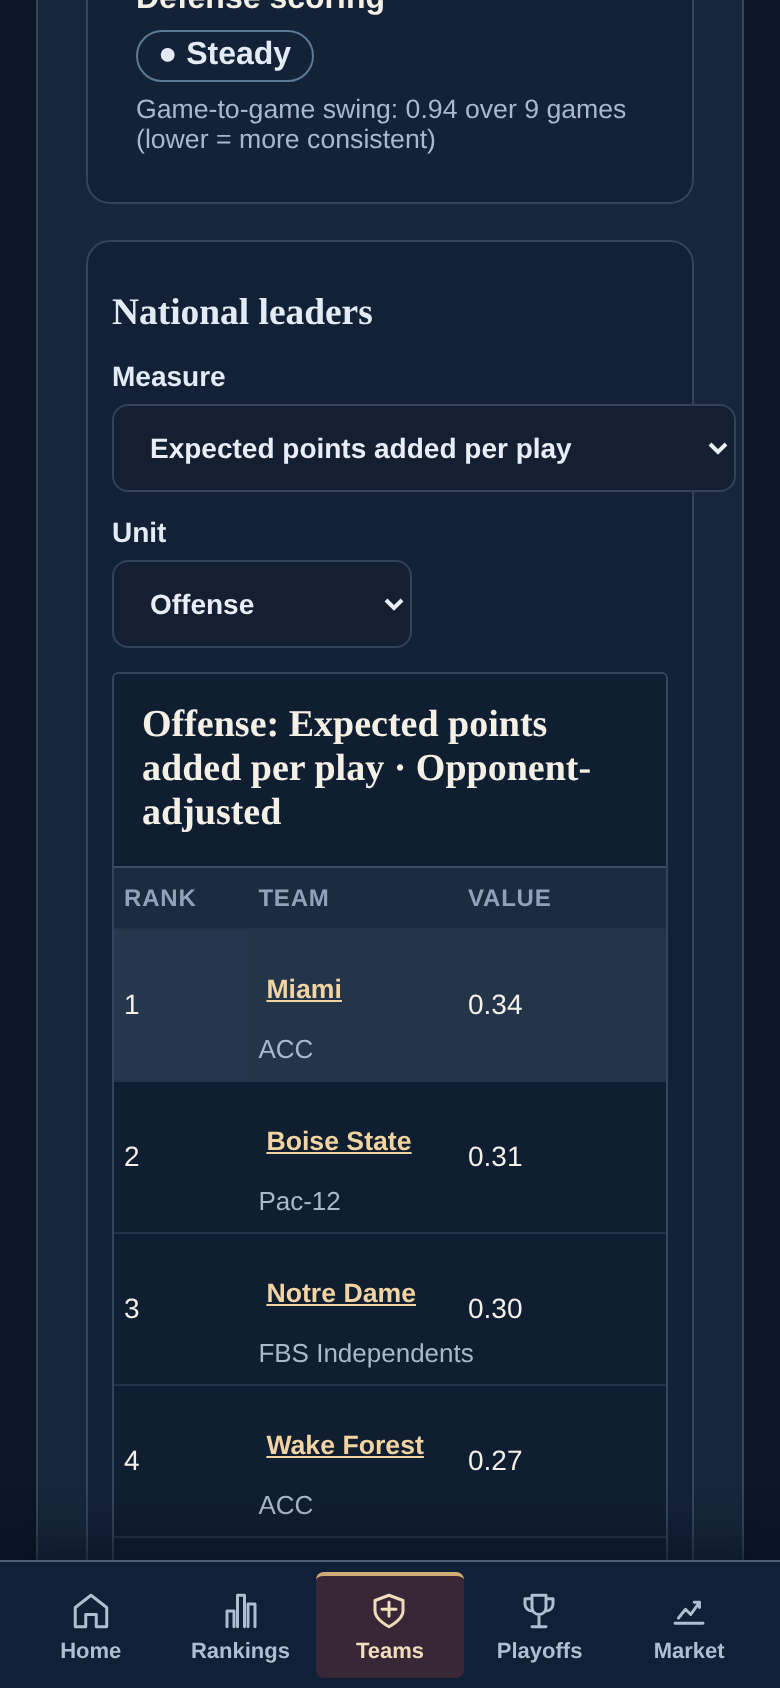 Defense scoring
● Steady
Game-to-game swing: 0.94 over 9 games
(lower = more consistent)
National leaders
Measure
Expected points added per play
Unit
Offense
Offense: Expected points
added per play · Opponent-
adjusted
RANK TEAM VALUE
1 Miami 0.34
ACC
2 Boise State 0.31
Pac-12
3 Notre Dame 0.30
FBS Independents
4 Wake Forest 0.27
ACC
Home Rankings Teams Playoffs Market